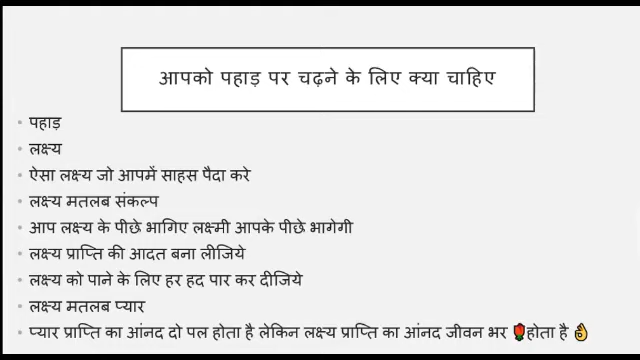 आपको पहाड़ पर चढ़ने के लिए क्या चाहिए
• पहाड़
• लक्ष्य
• ऐसा लक्ष्य जो आपमें साहस पैदा करे
• लक्ष्य मतलब संकल्प
• आप लक्ष्य के पीछे भागिए लक्ष्मी आपके पीछे भागेगी
• लक्ष्य प्राप्ति की आदत बना लीजिये
• लक्ष्य को पाने के लिए हर हद पार कर दीजिये
• लक्ष्य मतलब प्यार
• प्यार प्राप्ति का आंनद दो पल होता है लेकिन लक्ष्य प्राप्ति का आंनद जीवन भर 🌹होता है 👌